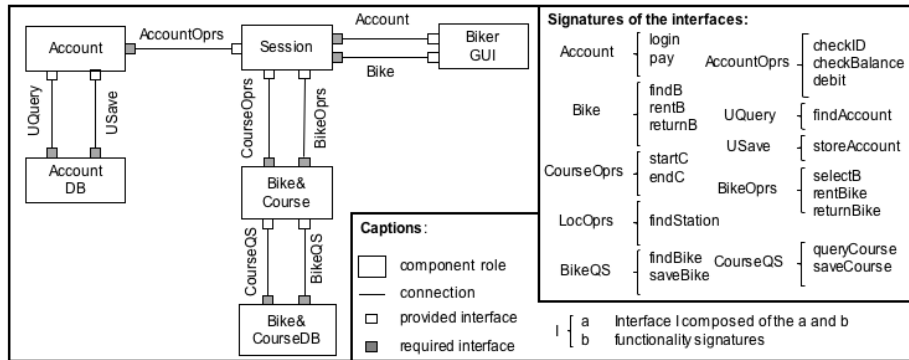 Account
AccountOprs
Session
Account
Bike
Biker
GUI
UQuery
USave
Account
DB
CourseOprs
BikeOprs
Bike&
Course
CourseQS
BikeQS
Bike&
CourseDB
Captions:
component role
connection
provided interface
required interface
Signatures of the interfaces:
Account { login
pay
Bike { findB
rentB
returnB
CourseOprs { startC
endC
LocOprs { findStation
BikeQS { findBike
saveBike
AccountOprs { checkID
checkBalance
debit
UQuery { findAccount
USave { storeAccount
BikeOprs { selectB
rentBike
returnBike
CourseQS { queryCourse
saveCourse
I { a Interface I composed of the a and b
b functionality signatures